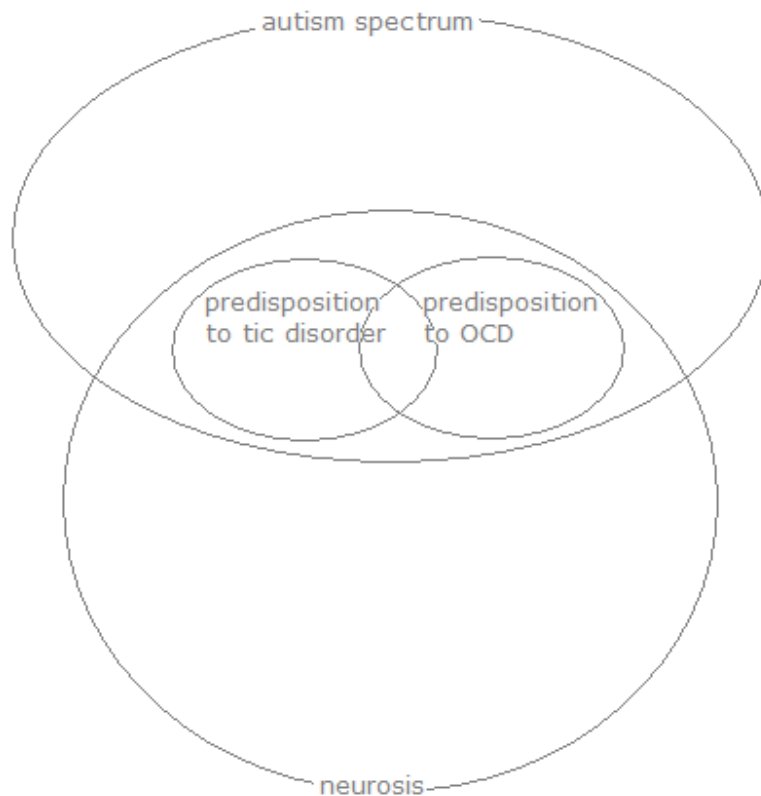 autism spectrum
predisposition
to tic disorder
predisposition
to OCD
neurosis